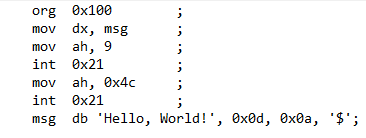 org  0x100        ;
mov  dx, msg      ;
mov  ah, 9        ;
int  0x21         ;
mov  ah, 0x4c     ;
int  0x21         ;
msg  db 'Hello, World!', 0x0d, 0x0a, '$';